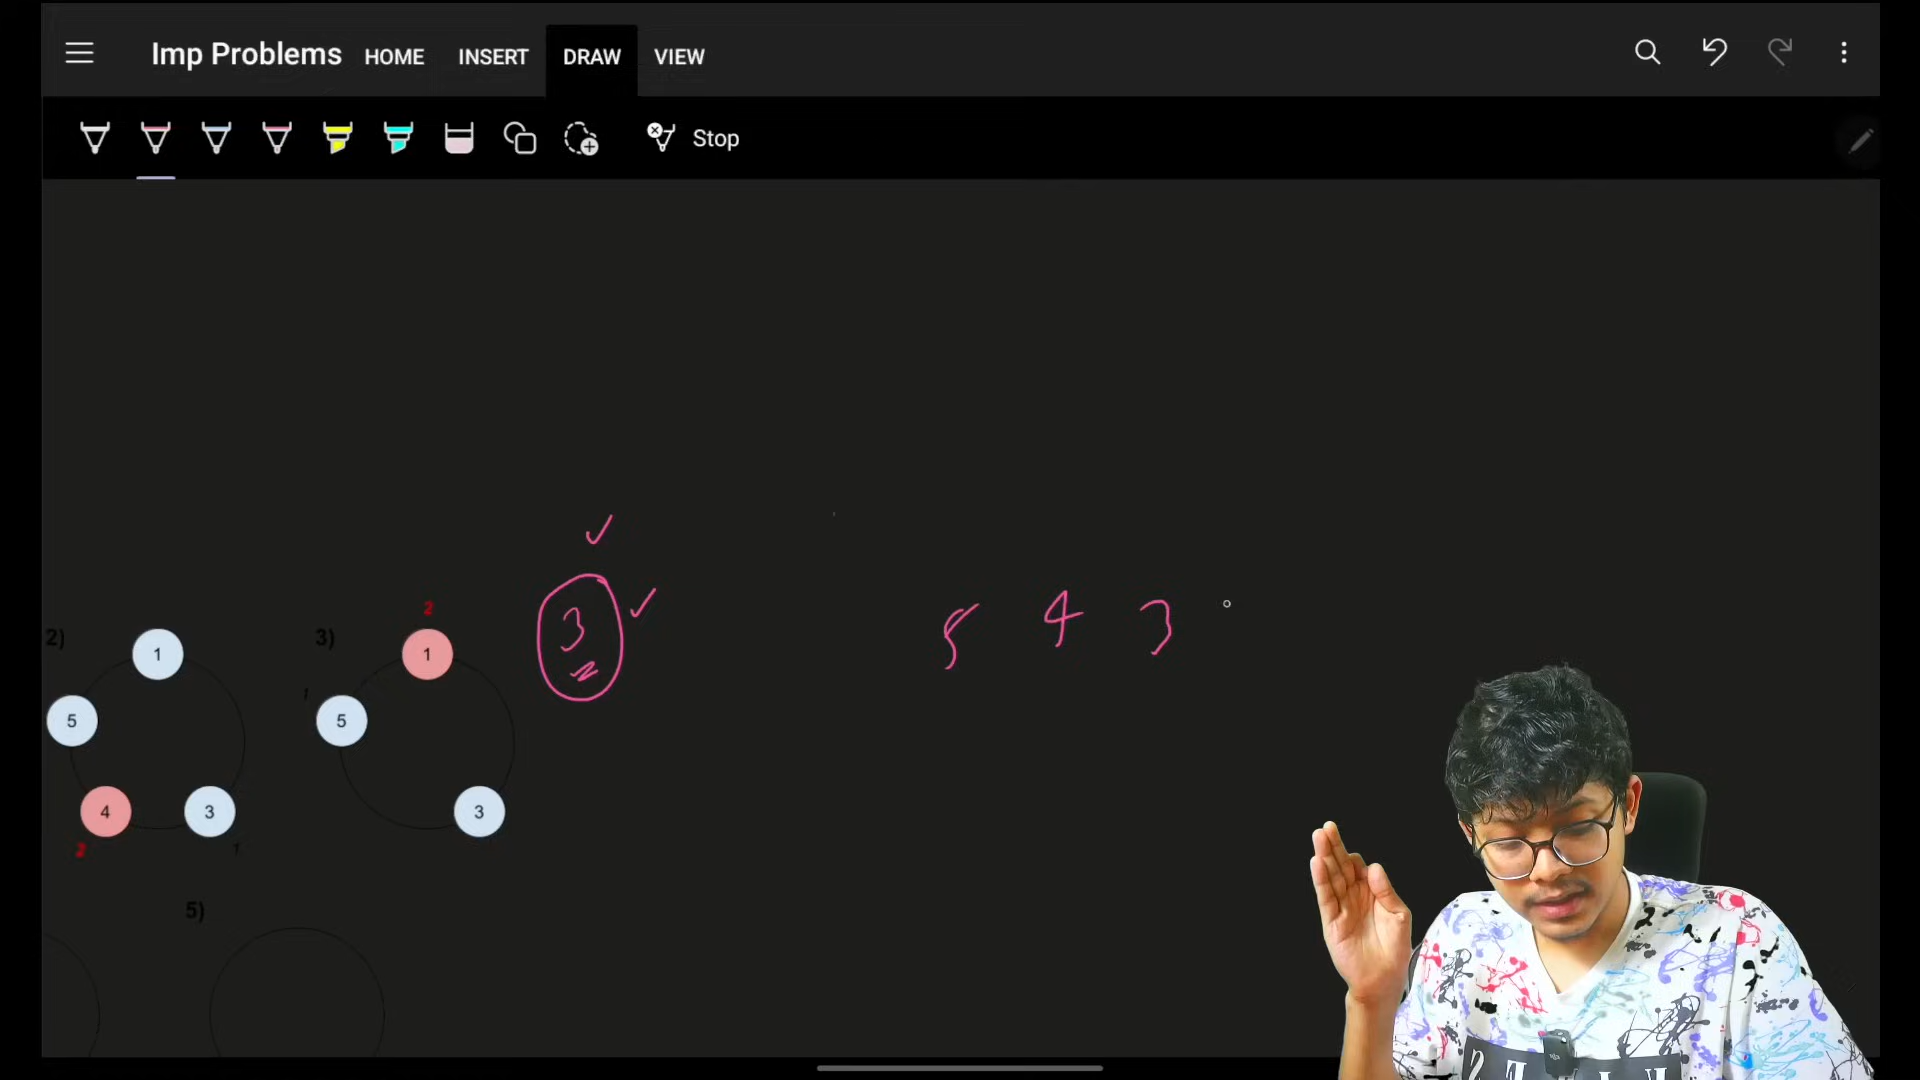 Imp Problems HOME INSERT DRAW VIEW
Stop
2
2) 1 3) 1 3 5 4 3
5 1 5
4 3 3
2 1
5)